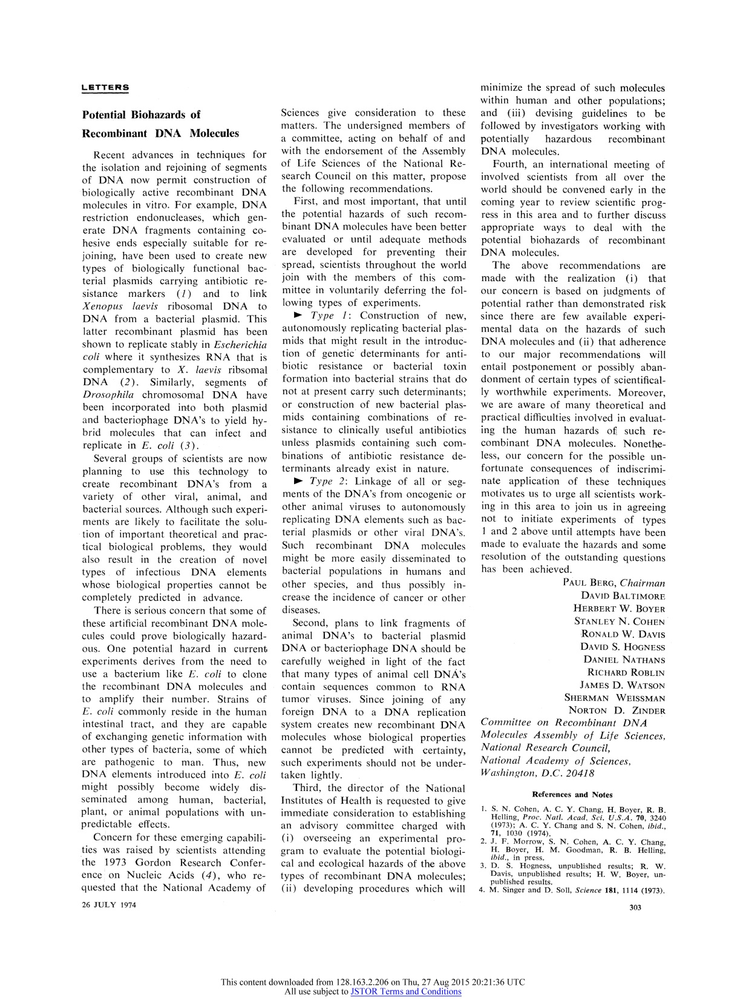 LETTERS
Potential Biohazards of
Recombinant DNA Molecules
Recent advances in techniques for
the isolation and rejoining of segments
of DNA now permit construction of
biologically active recombinant DNA
molecules in vitro. For example, DNA
restriction endonucleases, which gen-
erate DNA fragments containing co-
hesive ends especially suitable for re-
joining, have been used to create new
types of biologically functional bac-
terial plasmids carrying antibiotic re-
sistance markers (1) and to link
Xenopus laevis ribosomal DNA to
DNA from a bacterial plasmid. This
latter recombinant plasmid has been
shown to replicate stably in Escherichia
coli where it synthesizes RNA that is
complementary to X. laevis ribsomal
DNA (2). Similarly, segments of
Drosophila chromosomal DNA have
been incorporated into both plasmid
and bacteriophage DNA's to yield hy-
brid molecules that can infect and
replicate in E. coli (3).
Several groups of scientists are now
planning to use this technology to
create recombinant DNA's from a
variety of other viral, animal, and
bacterial sources. Although such experi-
ments are likely to facilitate the solu-
tion of important theoretical and prac-
tical biological problems, they would
also result in the creation of novel
types of infectious DNA elements
whose biological properties cannot be
completely predicted in advance.
There is serious concern that some of
these artificial recombinant DNA mole-
cules could prove biologically hazard-
ous. One potential hazard in current
experiments derives from the need to
use a bacterium like E. coli to clone
the recombinant DNA molecules and
to amplify their number. Strains of
E. coli commonly reside in the human
intestinal tract, and they are capable
of exchanging genetic information with
other types of bacteria, some of which
are pathogenic to man. Thus, new
DNA elements introduced into E. coli
might possibly become widely dis-
seminated among human, bacterial,
plant, or animal populations with un-
predictable effects.
Concern for these emerging capabili-
ties was raised by scientists attending
the 1973 Gordon Research Confer-
ence on Nucleic Acids (4), who re-
quested that the National Academy of
Sciences give consideration to these
matters. The undersigned members of
a committee, acting on behalf of and
with the endorsement of the Assembly
of Life Sciences of the National Re-
search Council on this matter, propose
the following recommendations.
First, and most important, that until
the potential hazards of such recom-
binant DNA molecules have been better
evaluated or until adequate methods
are developed for preventing their
spread, scientists throughout the world
join with the members of this com-
mittee in voluntarily deferring the fol-
lowing types of experiments.
► Type 1: Construction of new,
autonomously replicating bacterial plas-
mids that might result in the introduc-
tion of genetic determinants for anti-
biotic resistance or bacterial toxin
formation into bacterial strains that do
not at present carry such determinants;
or construction of new bacterial plas-
mids containing combinations of re-
sistance to clinically useful antibiotics
unless plasmids containing such com-
binations of antibiotic resistance de-
terminants already exist in nature.
► Type 2: Linkage of all or seg-
ments of the DNA's from oncogenic or
other animal viruses to autonomously
replicating DNA elements such as bac-
terial plasmids or other viral DNA's.
Such recombinant DNA molecules
might be more easily disseminated to
bacterial populations in humans and
other species, and thus possibly in-
crease the incidence of cancer or other
diseases.
Second, plans to link fragments of
animal DNA's to bacterial plasmid
DNA or bacteriophage DNA should be
carefully weighed in light of the fact
that many types of animal cell DNA's
contain sequences common to RNA
tumor viruses. Since joining of any
foreign DNA to a DNA replication
system creates new recombinant DNA
molecules whose biological properties
cannot be predicted with certainty,
such experiments should not be under-
taken lightly.
Third, the director of the National
Institutes of Health is requested to give
immediate consideration to establishing
an advisory committee charged with
(i) overseeing an experimental pro-
gram to evaluate the potential biologi-
cal and ecological hazards of the above
types of recombinant DNA molecules;
(ii) developing procedures which will
minimize the spread of such molecules
within human and other populations;
and (iii) devising guidelines to be
followed by investigators working with
potentially hazardous recombinant
DNA molecules.
Fourth, an international meeting of
involved scientists from all over the
world should be convened early in the
coming year to review scientific prog-
ress in this area and to further discuss
appropriate ways to deal with the
potential biohazards of recombinant
DNA molecules.
The above recommendations are
made with the realization (i) that
our concern is based on judgments of
potential rather than demonstrated risk
since there are few available experi-
mental data on the hazards of such
DNA molecules and (ii) that adherence
to our major recommendations will
entail postponement or possibly aban-
donment of certain types of scientifical-
ly worthwhile experiments. Moreover,
we are aware of many theoretical and
practical difficulties involved in evaluat-
ing the human hazards of such re-
combinant DNA molecules. Nonethe-
less, our concern for the possible un-
fortunate consequences of indiscrimi-
nate application of these techniques
motivates us to urge all scientists work-
ing in this area to join us in agreeing
not to initiate experiments of types
1 and 2 above until attempts have been
made to evaluate the hazards and some
resolution of the outstanding questions
has been achieved.
PAUL BERG, Chairman
DAVID BALTIMORE
HERBERT W. BOYER
STANLEY N. COHEN
RONALD W. DAVIS
DAVID S. HOGNESS
DANIEL NATHANS
RICHARD ROBLIN
JAMES D. WATSON
SHERMAN WEISSMAN
NORTON D. ZINDER
Committee on Recombinant DNA
Molecules Assembly of Life Sciences,
National Research Council,
National Academy of Sciences,
Washington, D.C. 20418
References and Notes
1. S. N. Cohen, A. C. Y. Chang, H. Boyer, R. B.
Helling, Proc. Natl. Acad. Sci. U.S.A. 70, 3240
(1973); A. C. Y. Chang and S. N. Cohen, ibid.,
71, 1030 (1974).
2. J. F. Morrow, S. N. Cohen, A. C. Y. Chang,
H. Boyer, H. M. Goodman, R. B. Helling,
ibid., in press.
3. D. S. Hogness, unpublished results; R. W.
Davis, unpublished results; H. W. Boyer, un-
published results.
4. M. Singer and D. Soll, Science 181, 1114 (1973).
26 JULY 1974
303
This content downloaded from 128.163.2.206 on Thu, 27 Aug 2015 20:21:36 UTC
All use subject to JSTOR Terms and Conditions